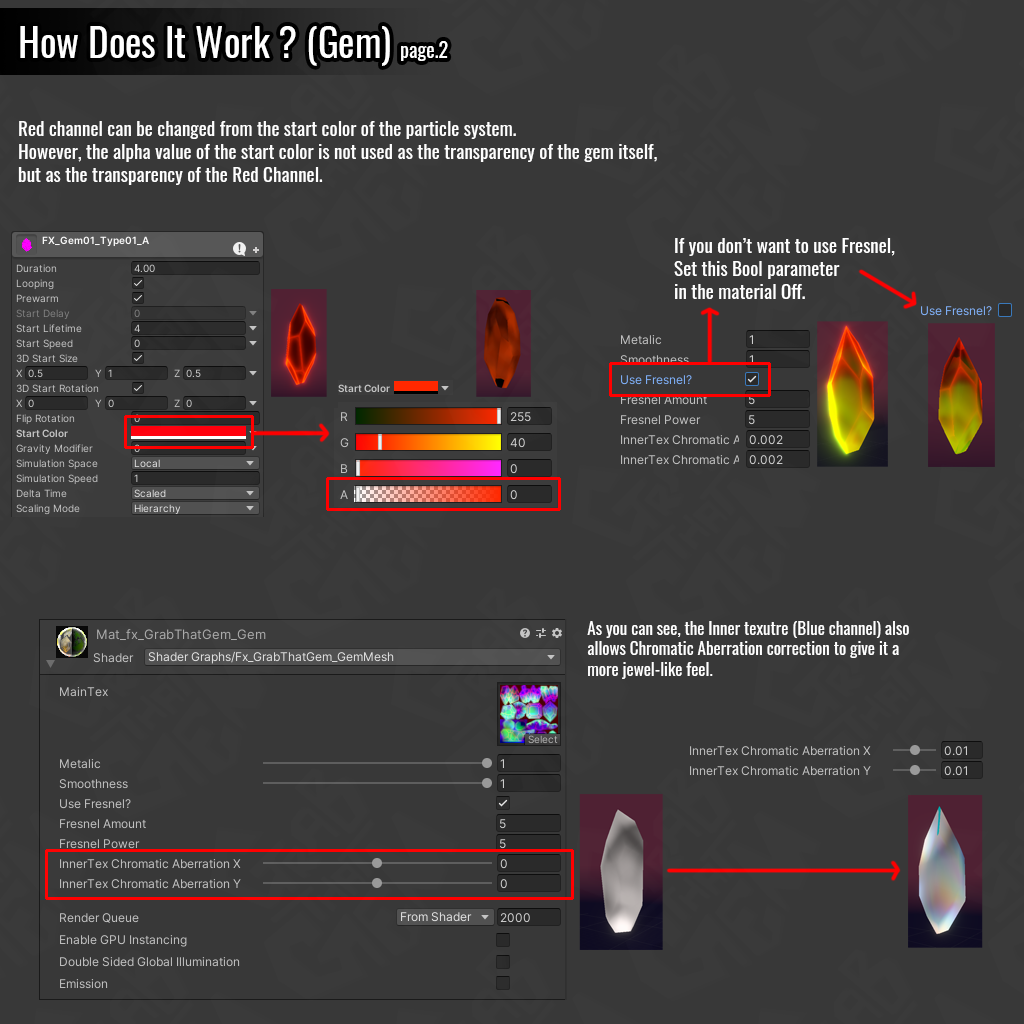 How Does It Work ? (Gem) page.2
Red channel can be changed from the start color of the particle system.
However, the alpha value of the start color is not used as the transparency of the gem itself,
but as the transparency of the Red Channel.
FX_Gem01_Type01_A
Duration 4.00
Looping
Prewarm
Start Delay 0
Start Lifetime 4
Start Speed 0
3D Start Size
X 0.5 Y 1 Z 0.5
3D Start Rotation
X 0 Y 0 Z 0
Flip Rotation 0
Start Color
Gravity Modifier 0
Simulation Space Local
Simulation Speed 1
Delta Time Scaled
Scaling Mode Hierarchy
Start Color
R 255
G 40
B 0
A 0
If you don't want to use Fresnel,
Set this Bool parameter
in the material Off.
Use Fresnel?
Metalic 1
Smoothness 1
Use Fresnel?
Fresnel Amount 5
Fresnel Power 5
InnerTex Chromatic A 0.002
InnerTex Chromatic A 0.002
Mat_fx_GrabThatGem_Gem
Shader Shader Graphs/Fx_GrabThatGem_GemMesh
MainTex
Select
Metalic 1
Smoothness 1
Use Fresnel?
Fresnel Amount 5
Fresnel Power 5
InnerTex Chromatic Aberration X 0
InnerTex Chromatic Aberration Y 0
Render Queue From Shader 2000
Enable GPU Instancing
Double Sided Global Illumination
Emission
As you can see, the Inner texutre (Blue channel) also
allows Chromatic Aberration correction to give it a
more jewel-like feel.
InnerTex Chromatic Aberration X 0.01
InnerTex Chromatic Aberration Y 0.01